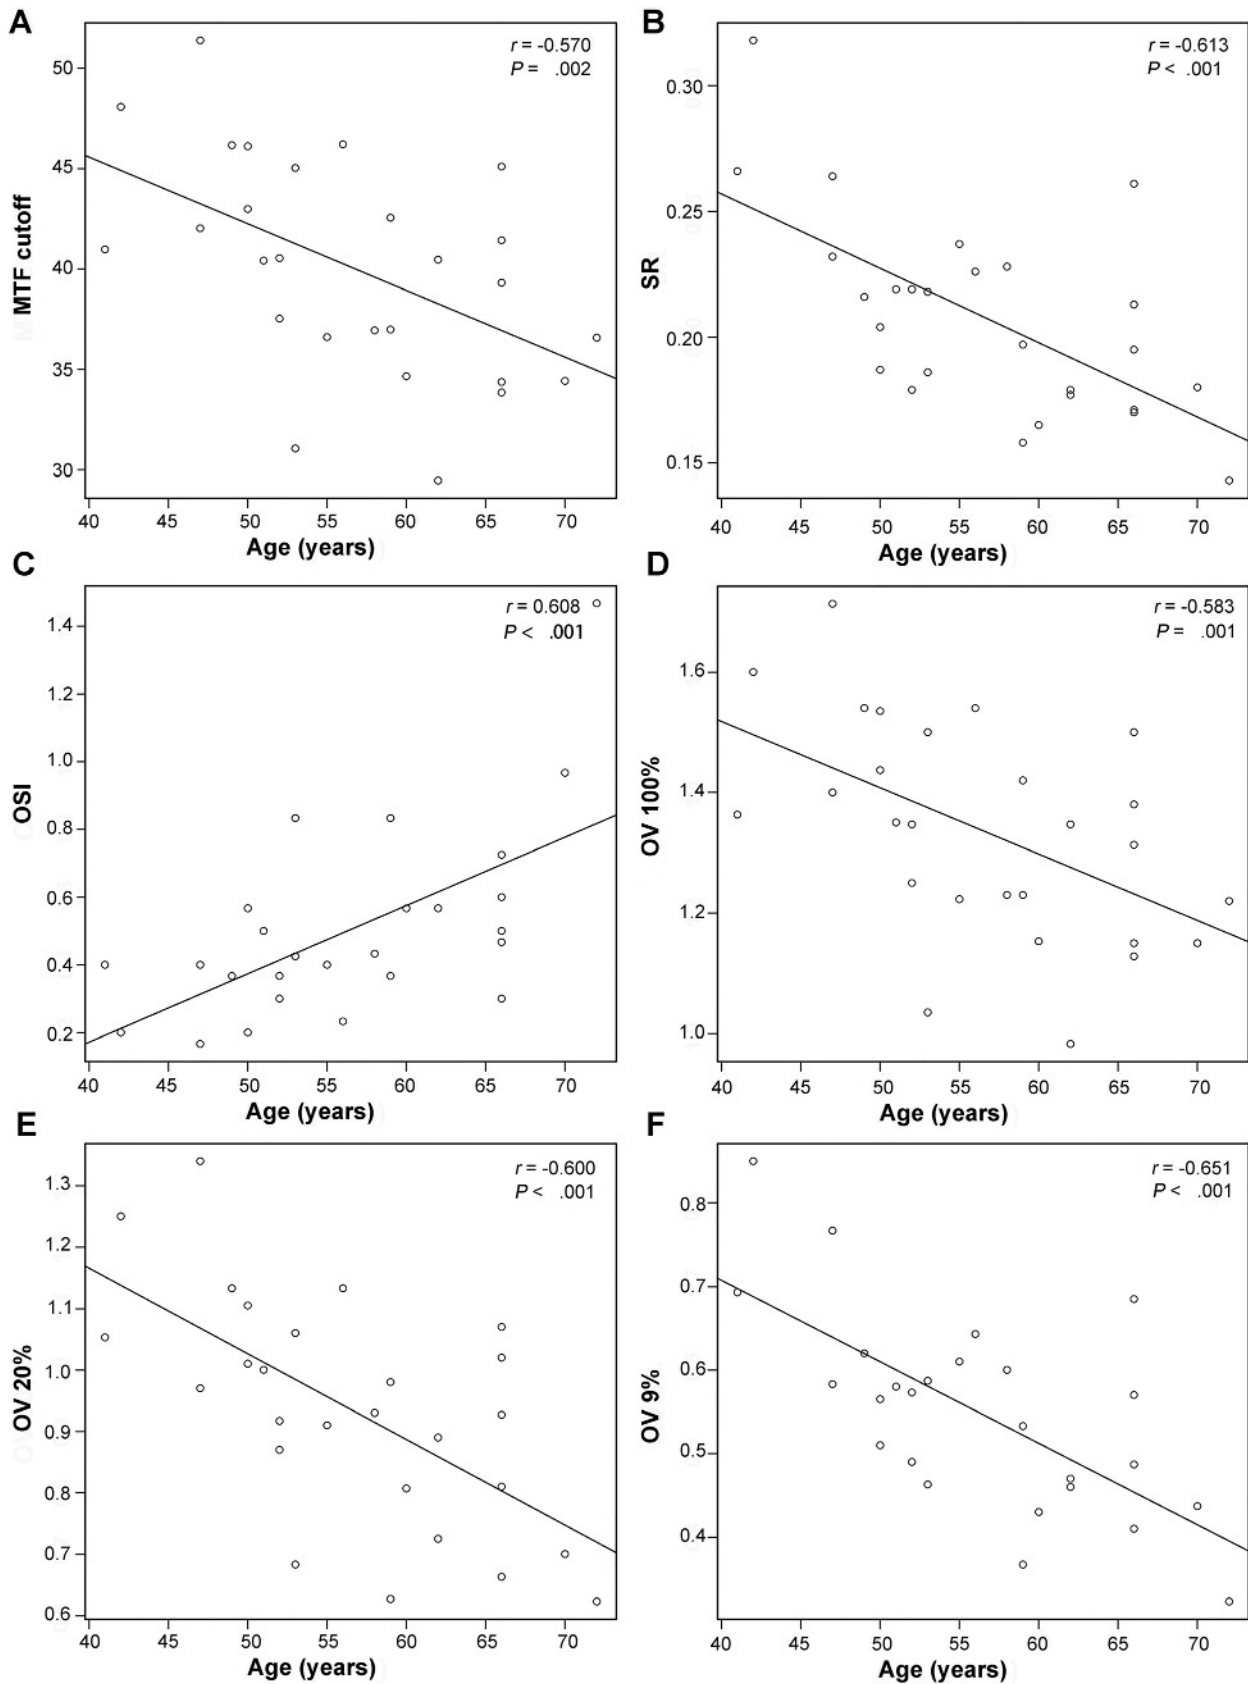 A
r = -0.570
P = .002
50
45
40
35
30
MTF cutoff
40 45 50 55 60 65 70
Age (years)
B
r = -0.613
P < .001
0.30
0.25
0.20
0.15
SR
40 45 50 55 60 65 70
Age (years)
C
r = 0.608
P < .001
1.4
1.2
1.0
0.8
0.6
0.4
0.2
OSI
40 45 50 55 60 65 70
Age (years)
D
r = -0.583
P = .001
1.6
1.4
1.2
1.0
OV 100%
40 45 50 55 60 65 70
Age (years)
E
r = -0.600
P < .001
1.3
1.2
1.1
1.0
0.9
0.8
0.7
0.6
OV 20%
40 45 50 55 60 65 70
Age (years)
F
r = -0.651
P < .001
0.8
0.7
0.6
0.5
0.4
OV 9%
40 45 50 55 60 65 70
Age (years)